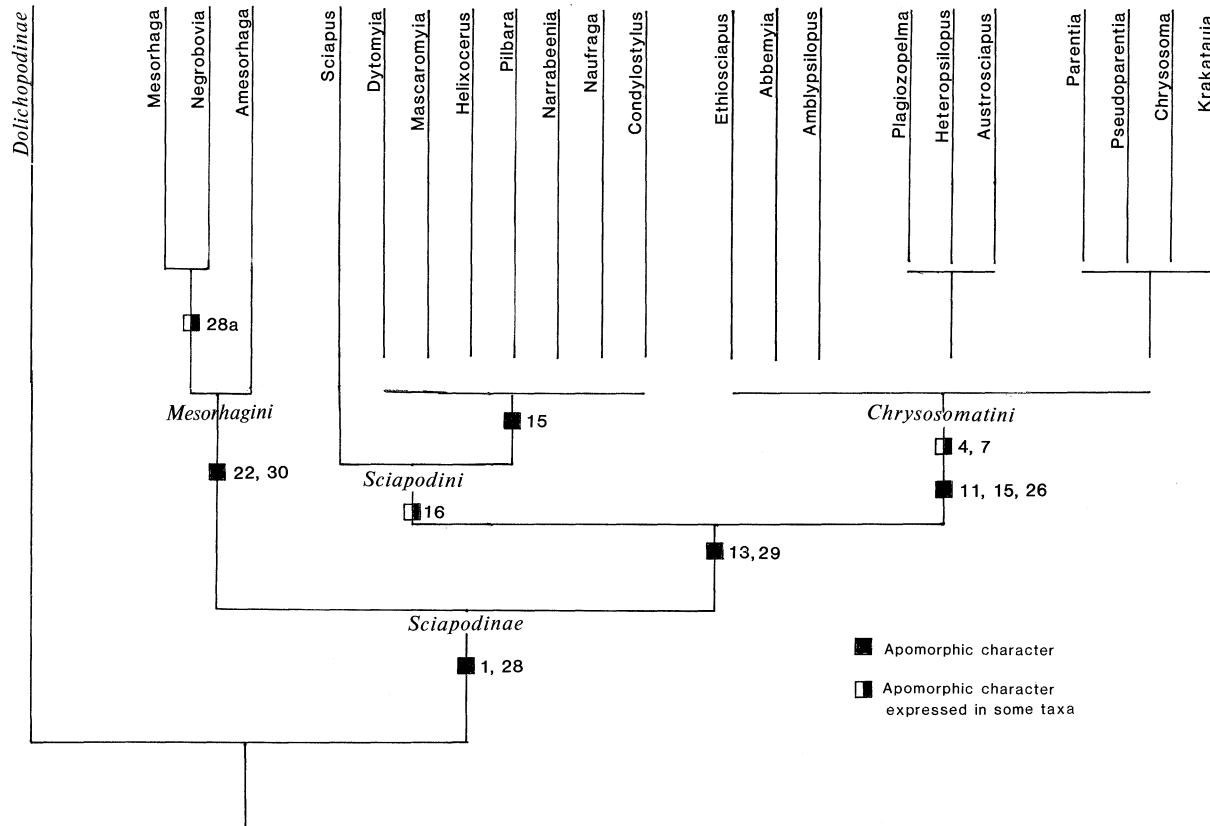 Dolichopodinae
Mesorhaga
Negrobovia
Amesorhaga
Sciapus
Dytomyia
Mascaromyia
Helixocerus
Pilbara
Narrabeenia
Naufraga
Condylostylus
Ethiosciapus
Abbemyia
Amblypsilopus
Plagiozopelma
Heteropsilopus
Austrosciapus
Parentia
Pseudoparentia
Chrysosoma
Krakatauia
28a
Mesorhagini
Chrysosomatini
15
4, 7
22, 30
Sciapodini
11, 15, 26
16
13, 29
Sciapodinae
1, 28
Apomorphic character
Apomorphic character
expressed in some taxa